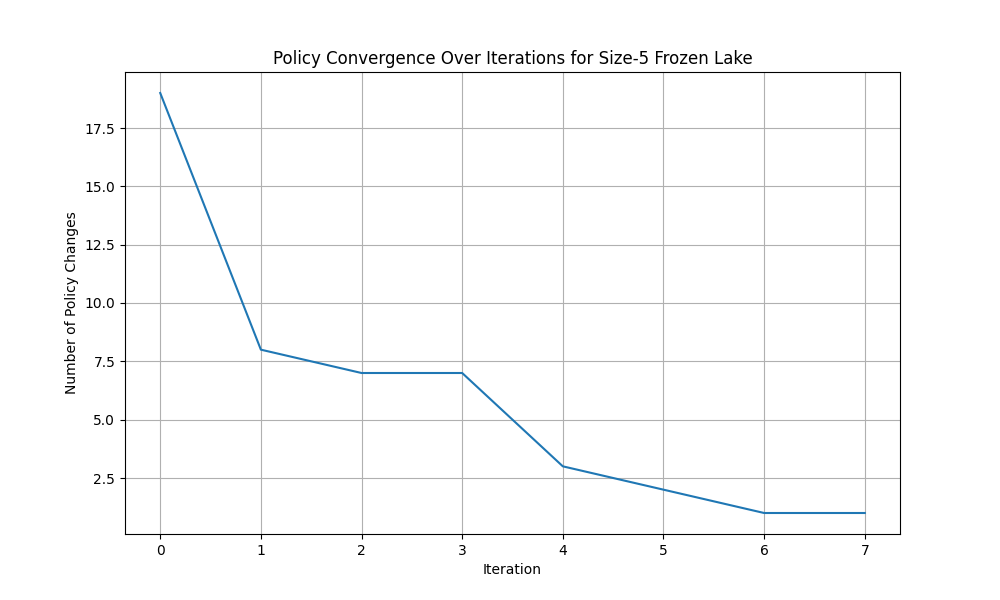 Policy Convergence Over Iterations for Size-5 Frozen Lake
Number of Policy Changes
17.5
15.0
12.5
10.0
7.5
5.0
2.5
0 1 2 3 4 5 6 7
Iteration